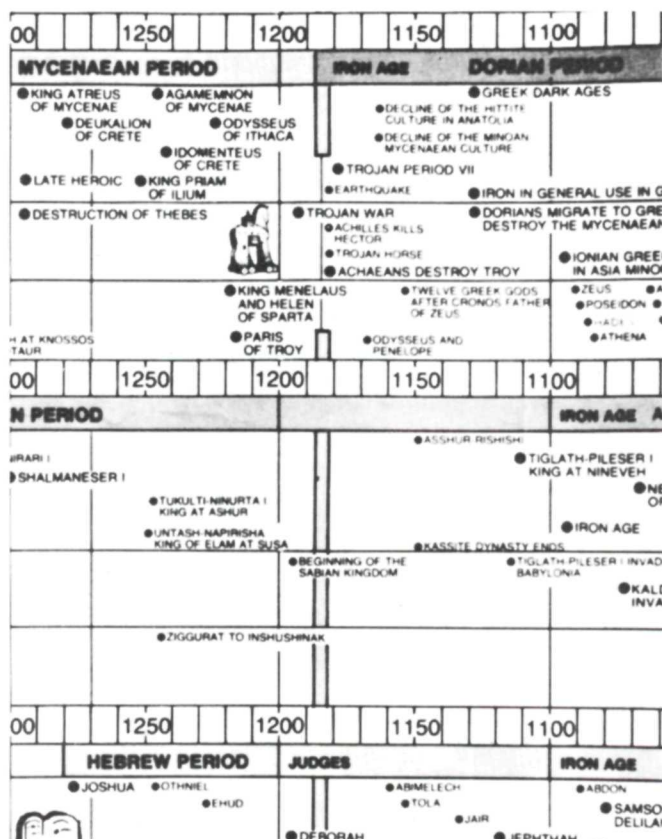 00 1250 1200 1150 1100
MYCENAEAN PERIOD IRON AGE DORIAN PERIOD
KING ATREUS
OF MYCENAE
AGAMEMNON
OF MYCENAE
GREEK DARK AGES
DECLINE OF THE HITTITE
CULTURE IN ANATOLIA
DEUKALION
OF CRETE
ODYSSEUS
OF ITHACA
DECLINE OF THE MINOAN
MYCENAEAN CULTURE
IDOMENTEUS
OF CRETE
TROJAN PERIOD VII
LATE HEROIC
KING PRIAM
OF ILIUM
EARTHQUAKE
IRON IN GENERAL USE IN G
DESTRUCTION OF THEBES
TROJAN WAR
DORIANS MIGRATE TO GRE
DESTROY THE MYCENAEAN
ACHILLES KILLS
HECTOR
TROJAN HORSE
IONIAN GREE
IN ASIA MINO
ACHAEANS DESTROY TROY
KING MENELAUS
AND HELEN
OF SPARTA
TWELVE GREEK GODS
AFTER CRONOS FATHER
OF ZEUS
ZEUS
A
POSEIDON
HADES
ATHENA
H AT KNOSSOS
TAUR
PARIS
OF TROY
ODYSSEUS AND
PENELOPE
00 1250 1200 1150 1100
N PERIOD IRON AGE A
NIRARI I
SHALMANESER I
ASSHUR RISHISHI
TIGLATH-PILESER I
KING AT NINEVEH
TUKULTI-NINURTA I
KING AT ASHUR
NE
OF
UNTASH-NAPIRISHA
KING OF ELAM AT SUSA
IRON AGE
KASSITE DYNASTY ENDS
BEGINNING OF THE
SABIAN KINGDOM
TIGLATH-PILESER I INVAD
BABYLONIA
KALD
INVA
ZIGGURAT TO INSHUSHINAK
00 1250 1200 1150 1100
HEBREW PERIOD JUDGES IRON AGE
JOSHUA
OTHNIEL
EHUD
ABIMELECH
TOLA
JAIR
ABDON
SAMSO
DELILA
DEBORAH
JEPHTHAH